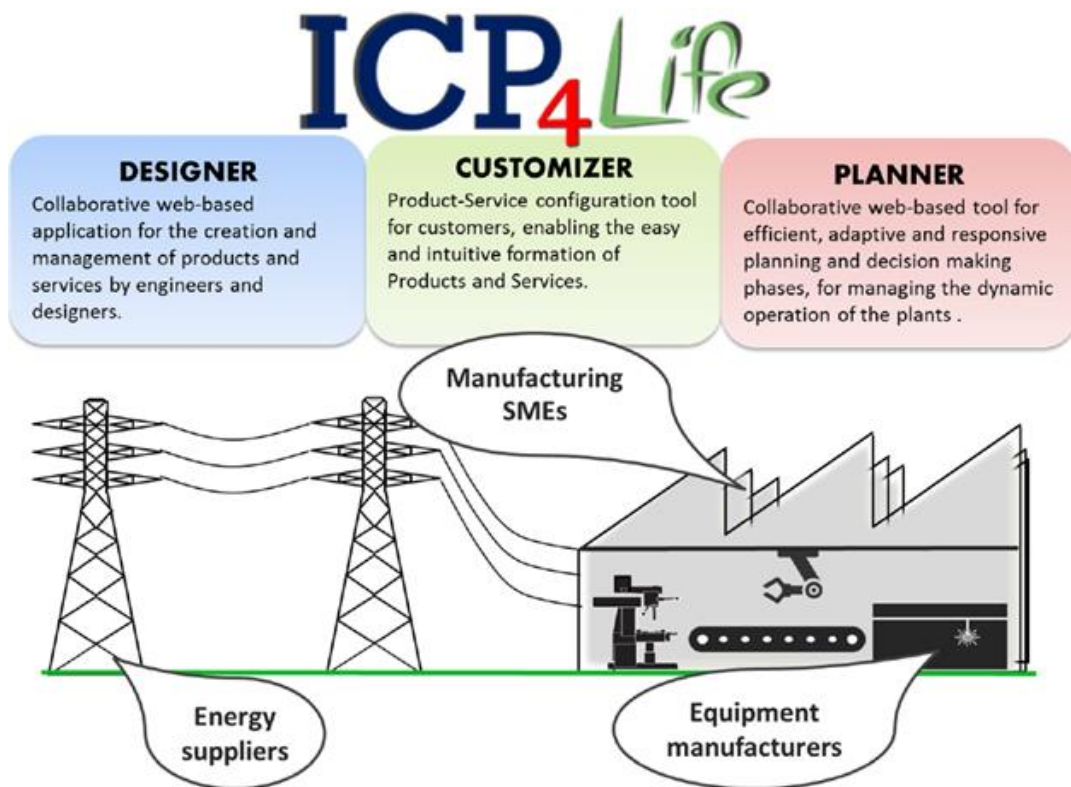 ICP4Life
DESIGNER
Collaborative web-based
application for the creation and
management of products and
services by engineers and
designers.
CUSTOMIZER
Product-Service configuration tool
for customers, enabling the easy
and intuitive formation of
Products and Services.
PLANNER
Collaborative web-based tool for
efficient, adaptive and responsive
planning and decision making
phases, for managing the dynamic
operation of the plants .
Manufacturing
SMEs
Energy
suppliers
Equipment
manufacturers